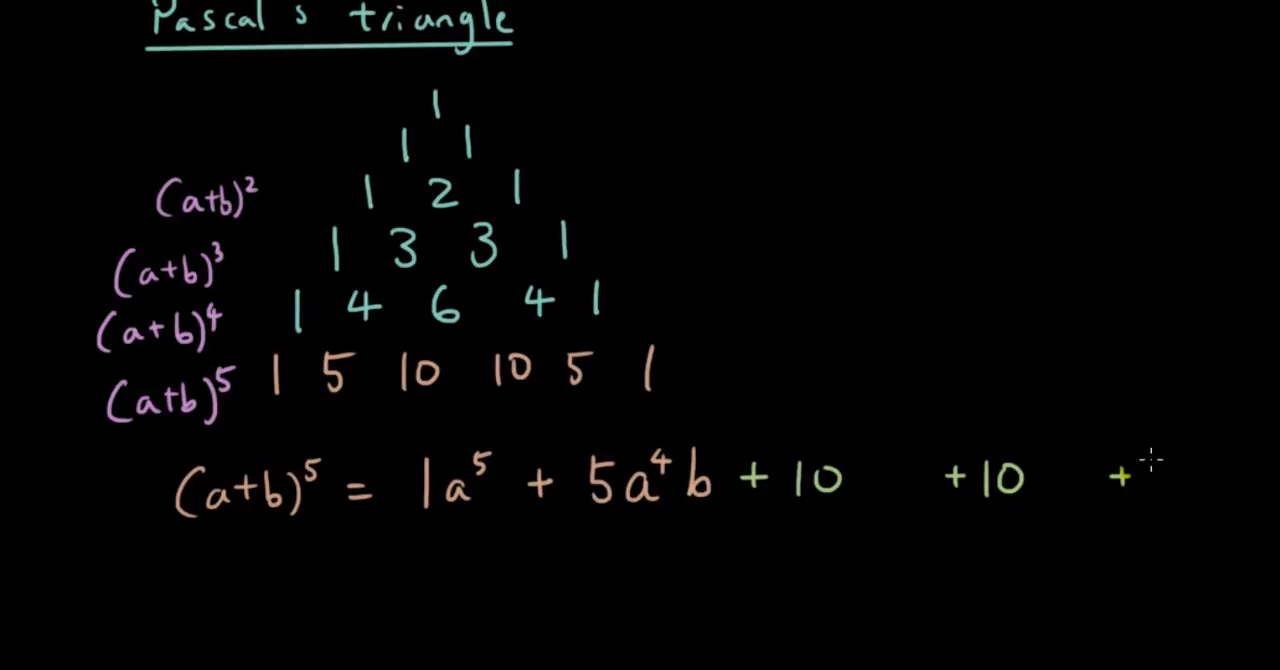 Pascal s triangle
1
1 1
(a+b)² 1 2 1
(a+b)³ 1 3 3 1
(a+b)⁴ 1 4 6 4 1
(a+b)⁵ 1 5 10 10 5 1
(a+b)⁵ = 1a⁵ + 5a⁴b + 10 + 10 +